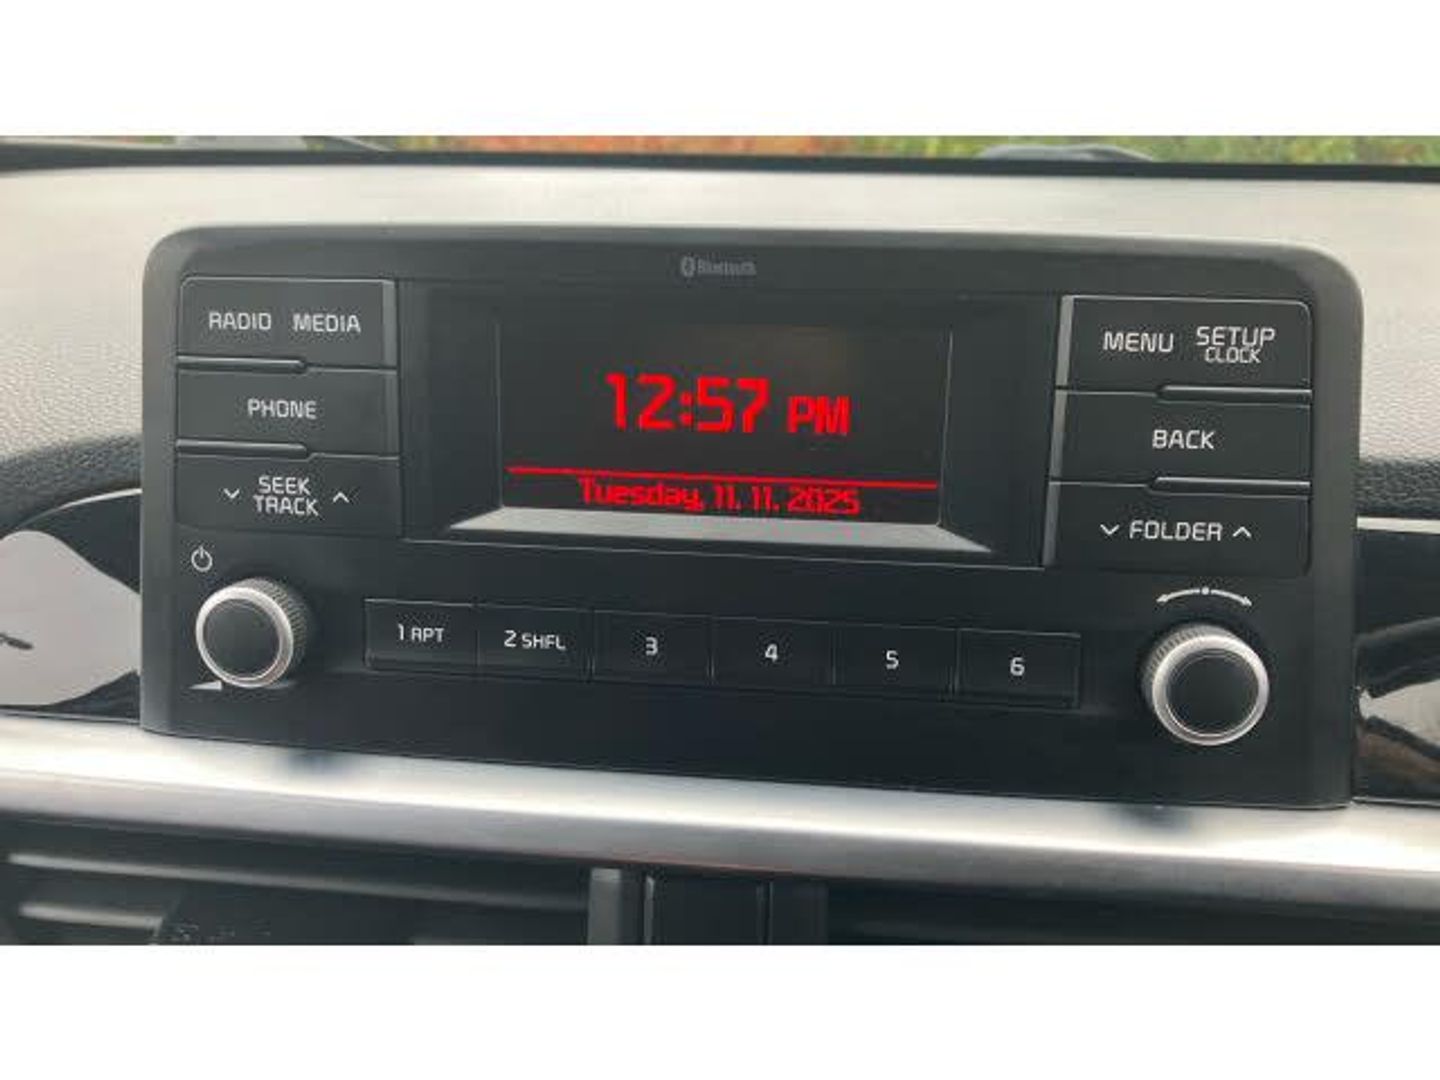 Bluetooth
RADIO MEDIA
PHONE
SEEK
TRACK
12:57 PM
Tuesday, 11. 11. 2025
MENU SETUP
CLOCK
BACK
FOLDER
1 RPT
2 SHFL
3
4
5
6